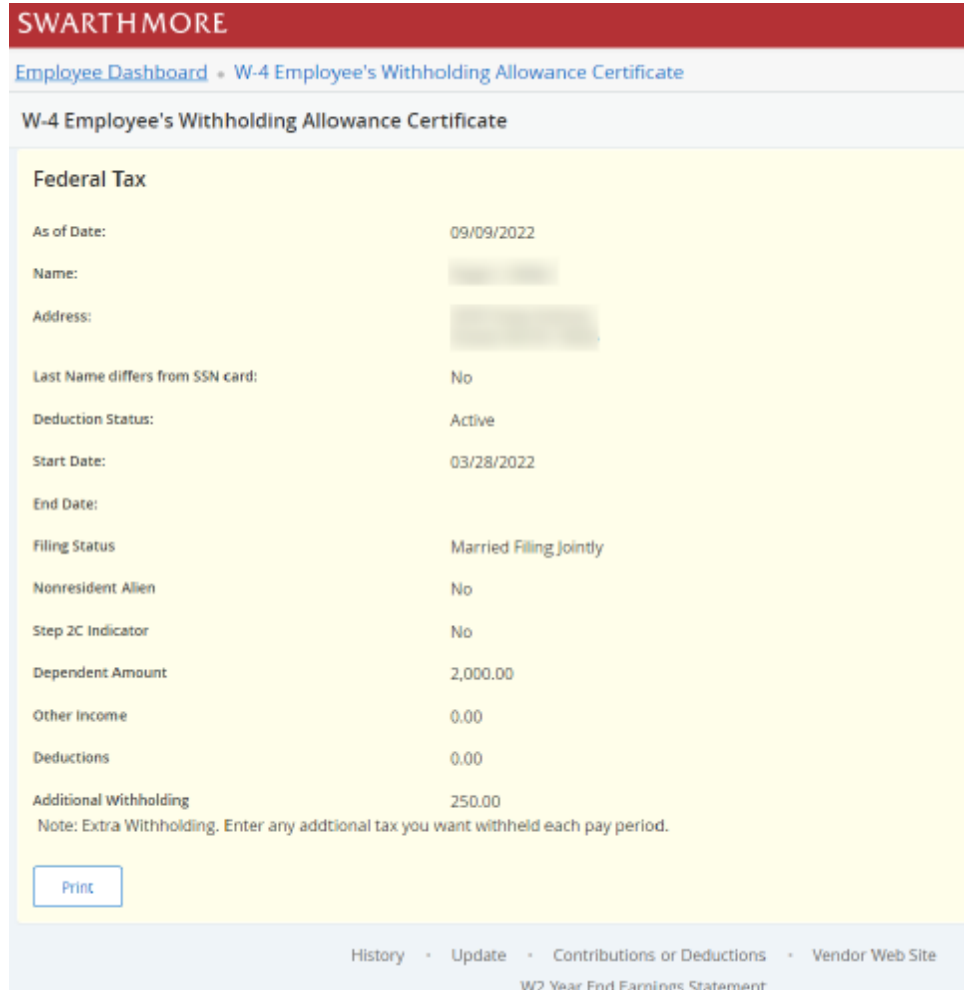 SWARTHMORE
Employee Dashboard • W-4 Employee's Withholding Allowance Certificate
W-4 Employee's Withholding Allowance Certificate
Federal Tax
As of Date: 09/09/2022
Name:
Address:
Last Name differs from SSN card: No
Deduction Status: Active
Start Date: 03/28/2022
End Date:
Filing Status Married Filing Jointly
Nonresident Alien No
Step 2C Indicator No
Dependent Amount 2,000.00
Other Income 0.00
Deductions 0.00
Additional Withholding 250.00
Note: Extra Withholding. Enter any addtional tax you want withheld each pay period.
Print
History • Update • Contributions or Deductions • Vendor Web Site
W2 Year End Earnings Statement